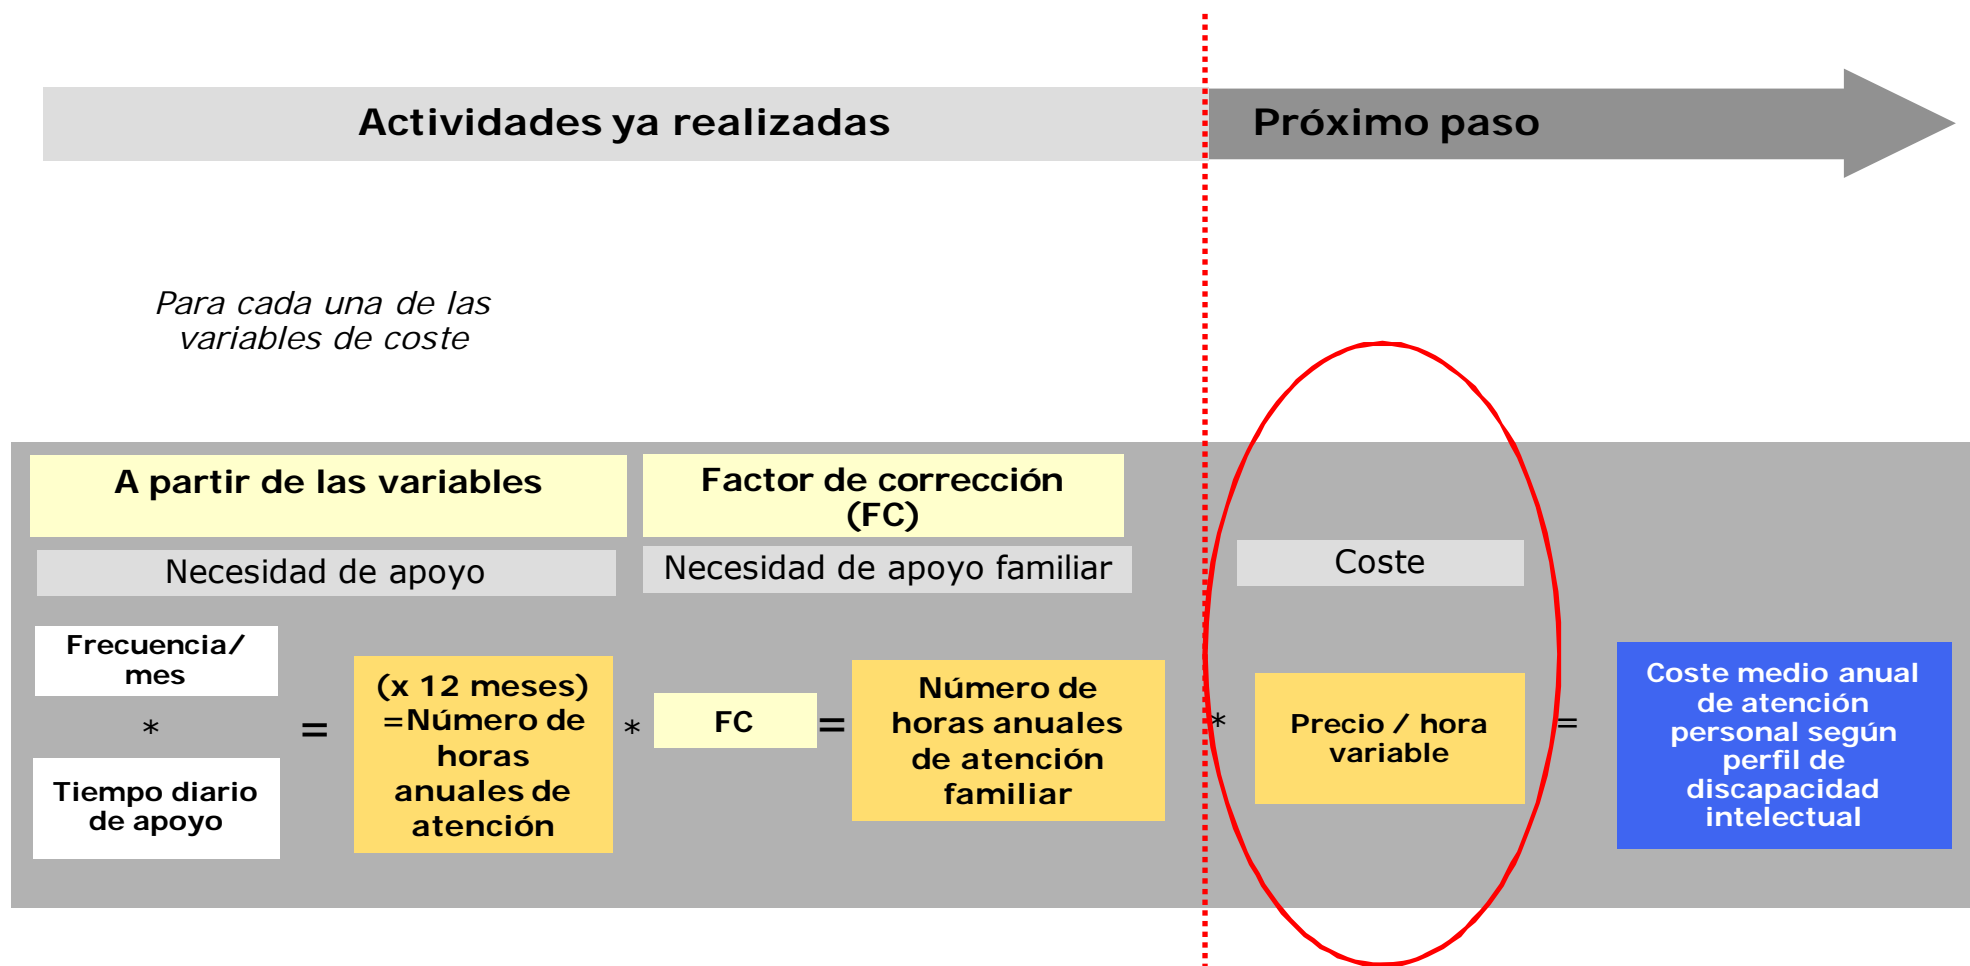 Actividades ya realizadas
Próximo paso
Para cada una de las
variables de coste
A partir de las variables
Factor de corrección
(FC)
Necesidad de apoyo
Necesidad de apoyo familiar
Coste
Frecuencia/
mes
*
Tiempo diario
de apoyo
=
(x 12 meses)
=Número de
horas
anuales de
atención
*
FC
=
Número de
horas anuales
de atención
familiar
*
Precio / hora
variable
=
Coste medio anual
de atención
personal según
perfil de
discapacidad
intelectual